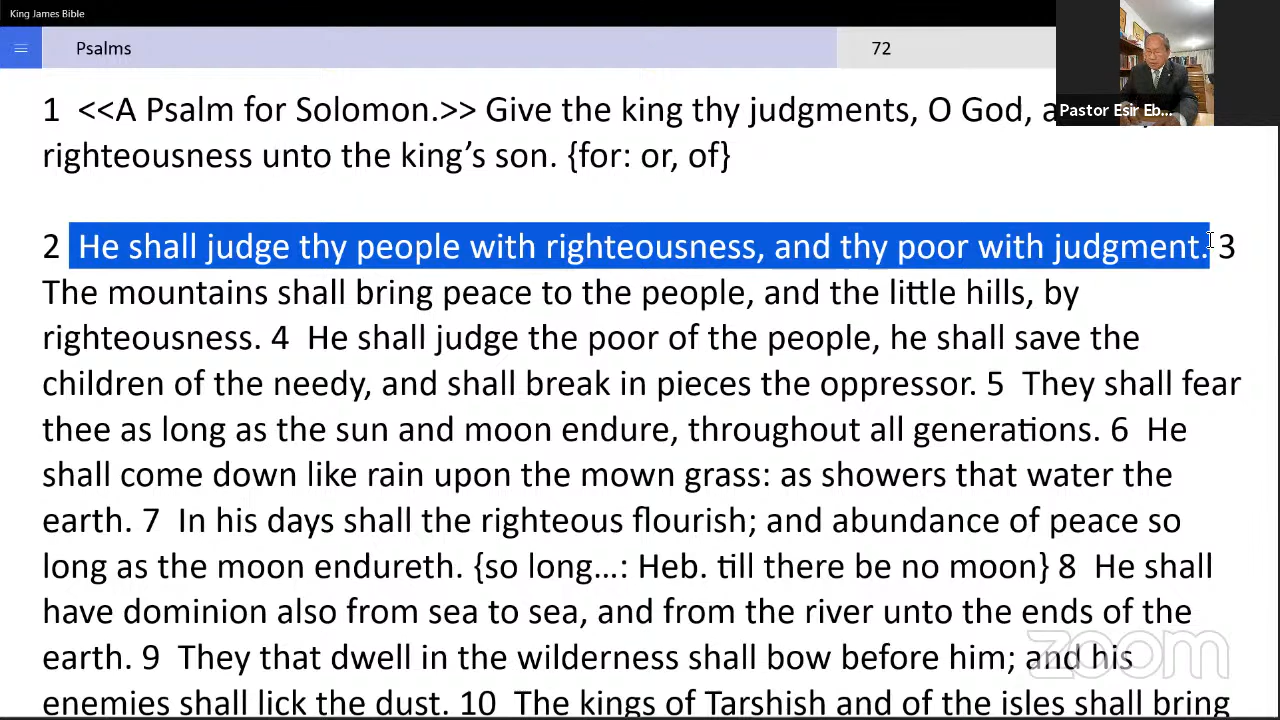 King James Bible
Psalms
72
Pastor Esir Eb...
1 <<A Psalm for Solomon.>> Give the king thy judgments, O God,
righteousness unto the king’s son. {for: or, of}
2 He shall judge thy people with righteousness, and thy poor with judgment. 3
The mountains shall bring peace to the people, and the little hills, by
righteousness. 4 He shall judge the poor of the people, he shall save the
children of the needy, and shall break in pieces the oppressor. 5 They shall fear
thee as long as the sun and moon endure, throughout all generations. 6 He
shall come down like rain upon the mown grass: as showers that water the
earth. 7 In his days shall the righteous flourish; and abundance of peace so
long as the moon endureth. {so long...: Heb. till there be no moon} 8 He shall
have dominion also from sea to sea, and from the river unto the ends of the
earth. 9 They that dwell in the wilderness shall bow before him; and his
enemies shall lick the dust. 10 The kings of Tarshish and of the isles shall bring
zoom